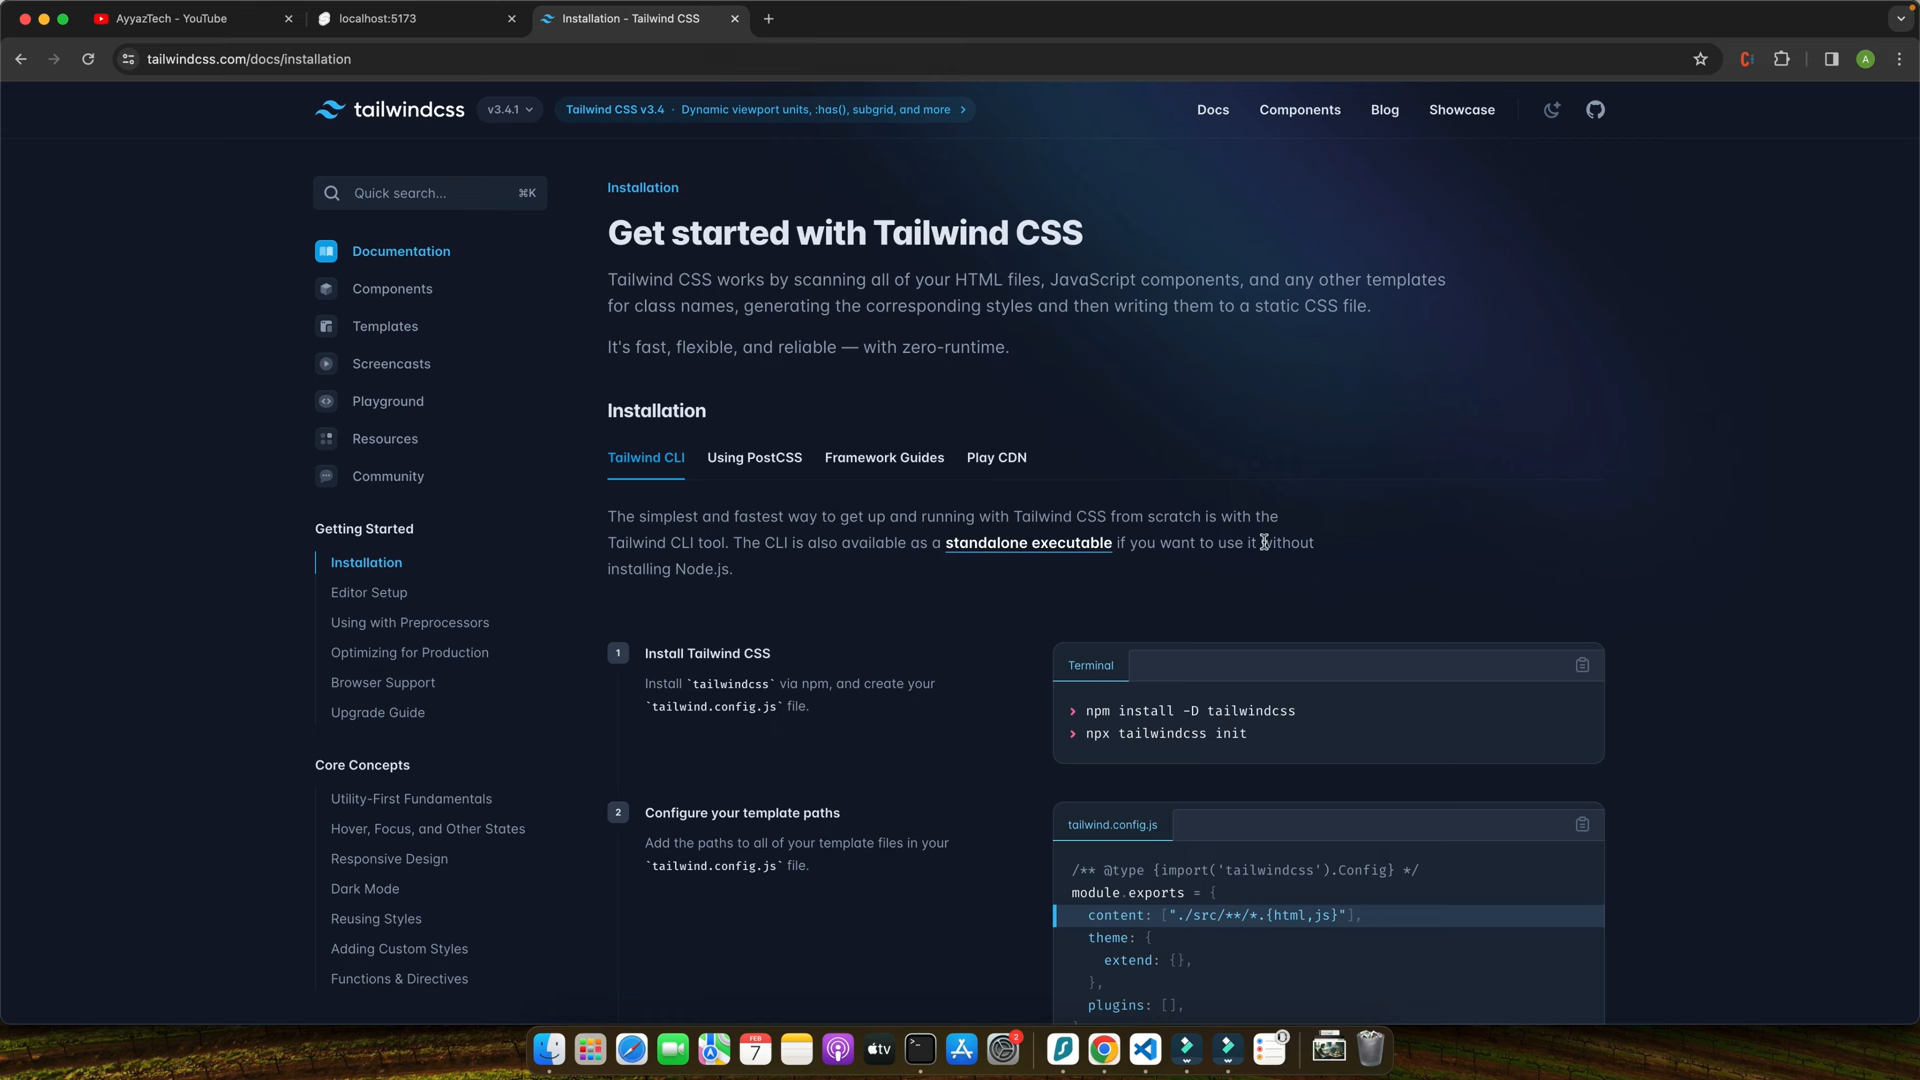 AyyazTech - YouTube
localhost:5173
Installation - Tailwind CSS
tailwindcss.com/docs/installation
A
tailwindcss
v3.4.1
Tailwind CSS v3.4 · Dynamic viewport units, :has(), subgrid, and more
Docs
Components
Blog
Showcase
Quick search...
⌘K
Documentation
Components
Templates
Screencasts
Playground
Resources
Community
Getting Started
Installation
Editor Setup
Using with Preprocessors
Optimizing for Production
Browser Support
Upgrade Guide
Core Concepts
Utility-First Fundamentals
Hover, Focus, and Other States
Responsive Design
Dark Mode
Reusing Styles
Adding Custom Styles
Functions & Directives
Installation
Get started with Tailwind CSS
Tailwind CSS works by scanning all of your HTML files, JavaScript components, and any other templates
for class names, generating the corresponding styles and then writing them to a static CSS file.
It's fast, flexible, and reliable — with zero-runtime.
Installation
Tailwind CLI
Using PostCSS
Framework Guides
Play CDN
The simplest and fastest way to get up and running with Tailwind CSS from scratch is with the
Tailwind CLI tool. The CLI is also available as a standalone executable if you want to use it without
installing Node.js.
1
Install Tailwind CSS
Install `tailwindcss` via npm, and create your
`tailwind.config.js` file.
Terminal
› npm install -D tailwindcss
› npx tailwindcss init
2
Configure your template paths
Add the paths to all of your template files in your
`tailwind.config.js` file.
tailwind.config.js
/** @type {import('tailwindcss').Config} */
module.exports = {
content: ["./src/**/*.{html,js}"],
theme: {
extend: {},
},
plugins: [],
FEB
7
tv
>_
2